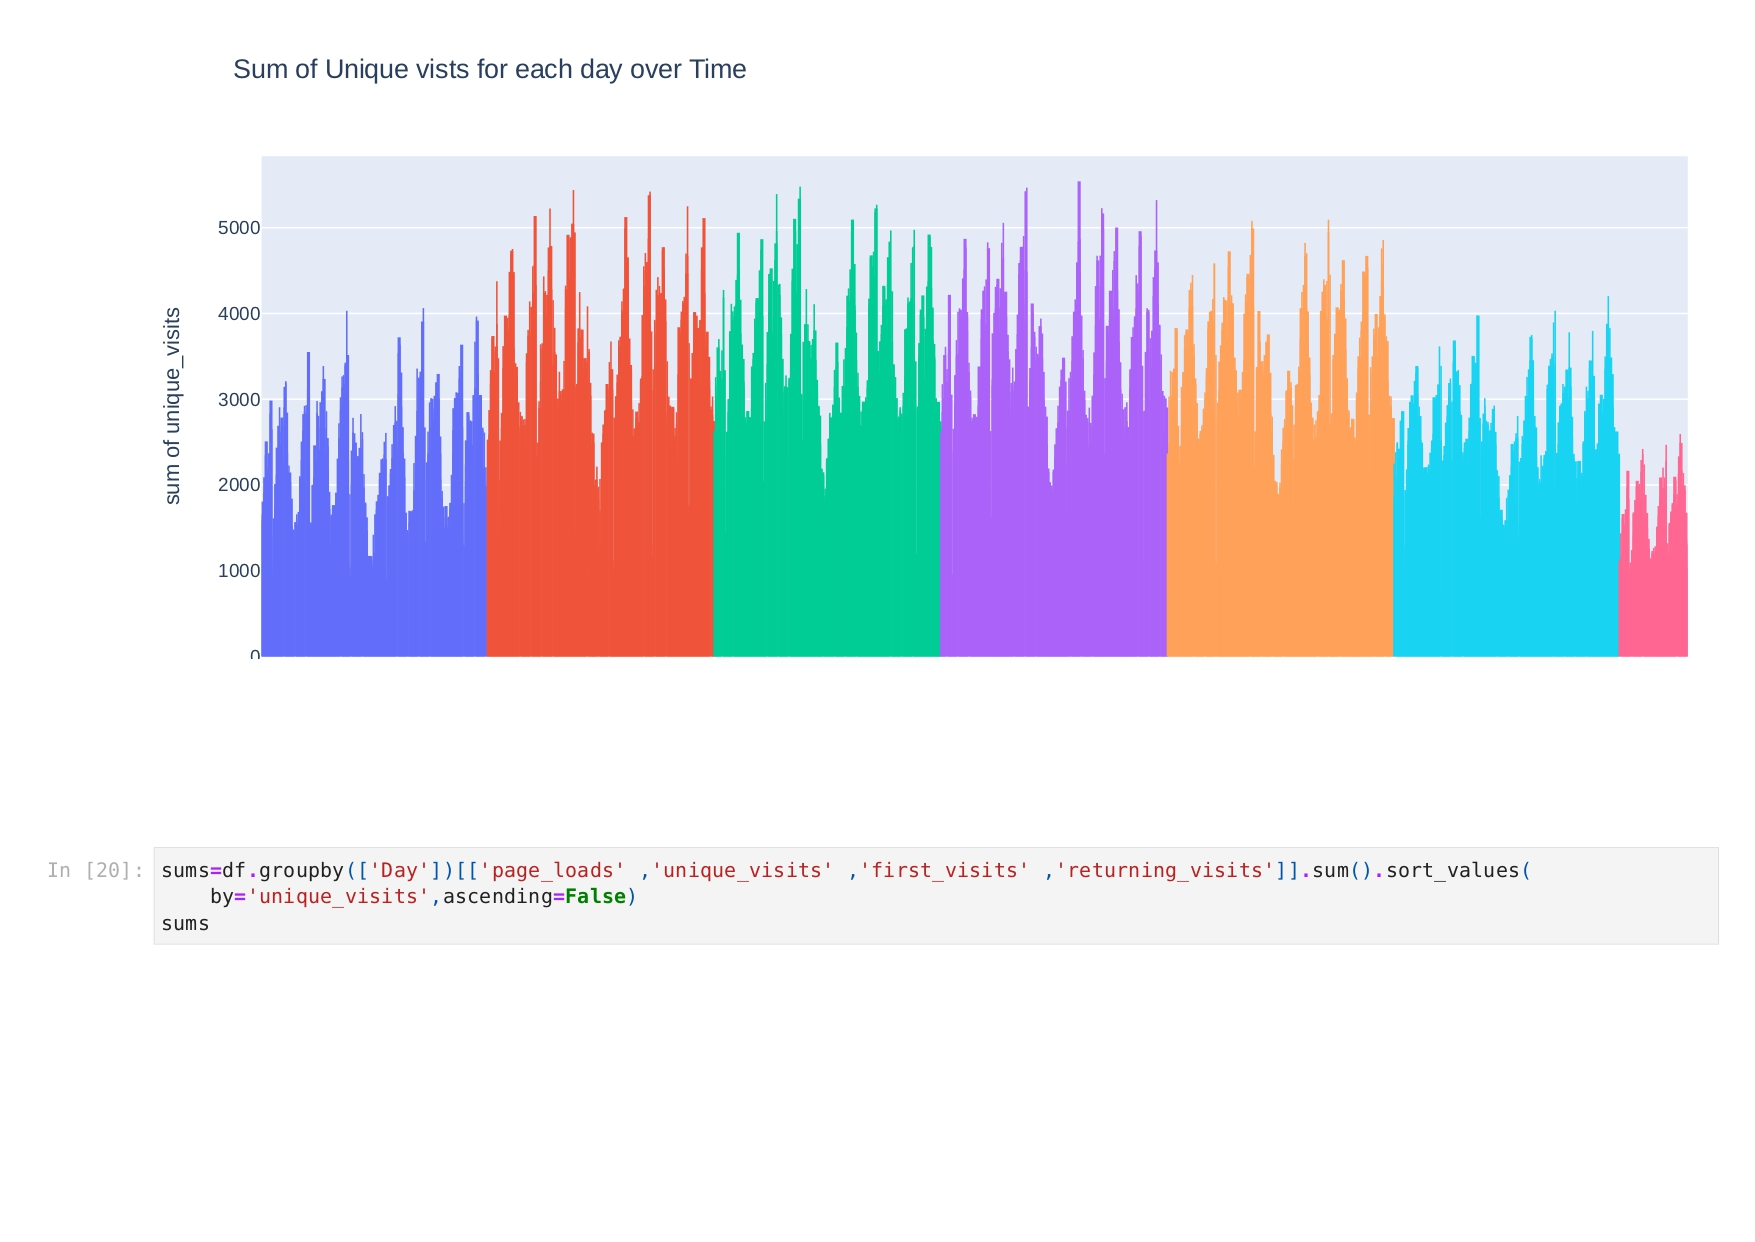 Sum of Unique vists for each day over Time
sum of unique_visits
5000
4000
3000
2000
1000
0
In [20]: sums=df.groupby(['Day'])[['page_loads' ,'unique_visits' ,'first_visits' ,'returning_visits']].sum().sort_values(
by='unique_visits',ascending=False)
sums